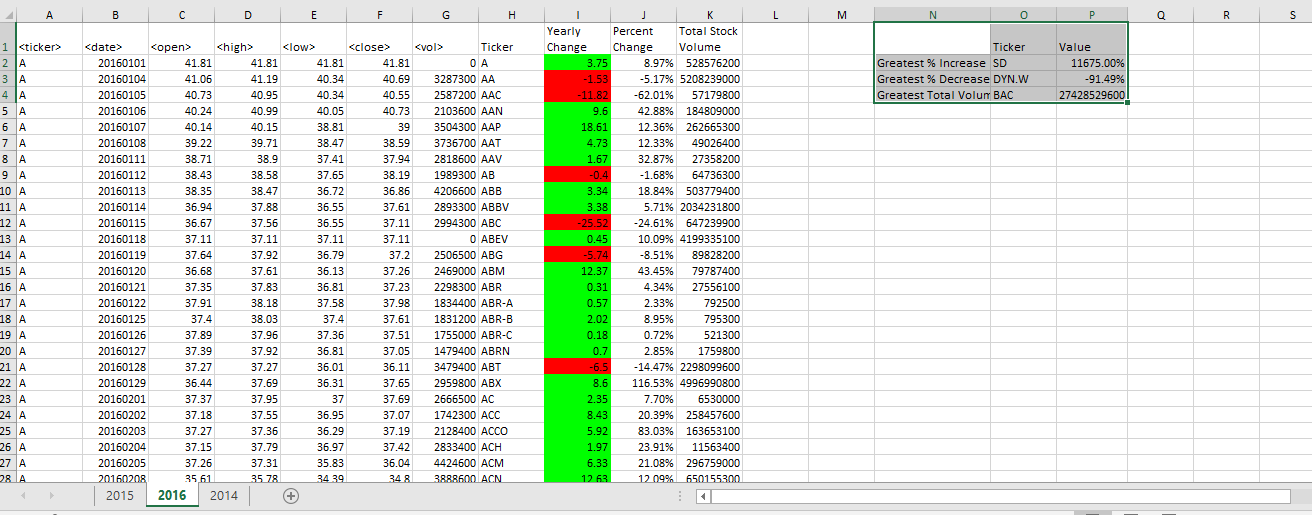 A B C D E F G H I J K L M N O P Q R S
1 <ticker> <date> <open> <high> <low> <close> <vol> Ticker Yearly Change Percent Change Total Stock Volume Ticker Value
2 A 20160101 41.81 41.81 41.81 41.81 0 A 3.75 8.97% 528576200 Greatest % Increase SD 11675.00%
3 A 20160104 41.06 41.19 40.34 40.69 3287300 AA -1.53 -5.17% 5208239000 Greatest % Decrease DYN.W -91.49%
4 A 20160105 40.73 40.95 40.34 40.55 2587200 AAC -11.82 -62.01% 57179800 Greatest Total Volum BAC 27428529600
5 A 20160106 40.24 40.99 40.05 40.73 2103600 AAN 9.6 42.88% 184809000
6 A 20160107 40.14 40.15 38.81 39 3504300 AAP 18.61 12.36% 262665300
7 A 20160108 39.22 39.71 38.47 38.59 3736700 AAT 4.73 12.33% 49026400
8 A 20160111 38.71 38.9 37.41 37.94 2818600 AAV 1.67 32.87% 27358200
9 A 20160112 38.43 38.58 37.65 38.19 1989300 AB -0.4 -1.68% 64736300
10 A 20160113 38.35 38.47 36.72 36.86 4206600 ABB 3.34 18.84% 503779400
11 A 20160114 36.94 37.88 36.55 37.61 2893300 ABBV 3.38 5.71% 2034231800
12 A 20160115 36.67 37.56 36.55 37.11 2994300 ABC -25.52 -24.61% 647239900
13 A 20160118 37.11 37.11 37.11 37.11 0 ABEV 0.45 10.09% 4199335100
14 A 20160119 37.64 37.92 36.79 37.2 2506500 ABG -5.74 -8.51% 89828200
15 A 20160120 36.68 37.61 36.13 37.26 2469000 ABM 12.37 43.45% 79787400
16 A 20160121 37.35 37.83 36.81 37.23 2298300 ABR 0.31 4.34% 27556100
17 A 20160122 37.91 38.18 37.58 37.98 1834400 ABR-A 0.57 2.33% 792500
18 A 20160125 37.4 38.03 37.4 37.61 1831200 ABR-B 2.02 8.95% 795300
19 A 20160126 37.89 37.96 37.36 37.51 1755000 ABR-C 0.18 0.72% 521300
20 A 20160127 37.39 37.92 36.81 37.05 1479400 ABRN 0.7 2.85% 1759800
21 A 20160128 37.27 37.27 36.01 36.11 3479400 ABT -6.5 -14.47% 2298099600
22 A 20160129 36.44 37.69 36.31 37.65 2959800 ABX 8.6 116.53% 4996990800
23 A 20160201 37.37 37.95 37 37.69 2666500 AC 2.35 7.70% 6530000
24 A 20160202 37.18 37.55 36.95 37.07 1742300 ACC 8.43 20.39% 258457600
25 A 20160203 37.27 37.36 36.29 37.19 2128400 ACCO 5.92 83.03% 163653100
26 A 20160204 37.15 37.79 36.97 37.42 2833400 ACH 1.97 23.91% 11563400
27 A 20160205 37.26 37.31 35.83 36.04 4424600 ACM 6.33 21.08% 296759000
28 A 20160208 35.61 35.78 34.39 34.8 3888600 ACN 12.63 12.09% 650155300
2015 2016 2014